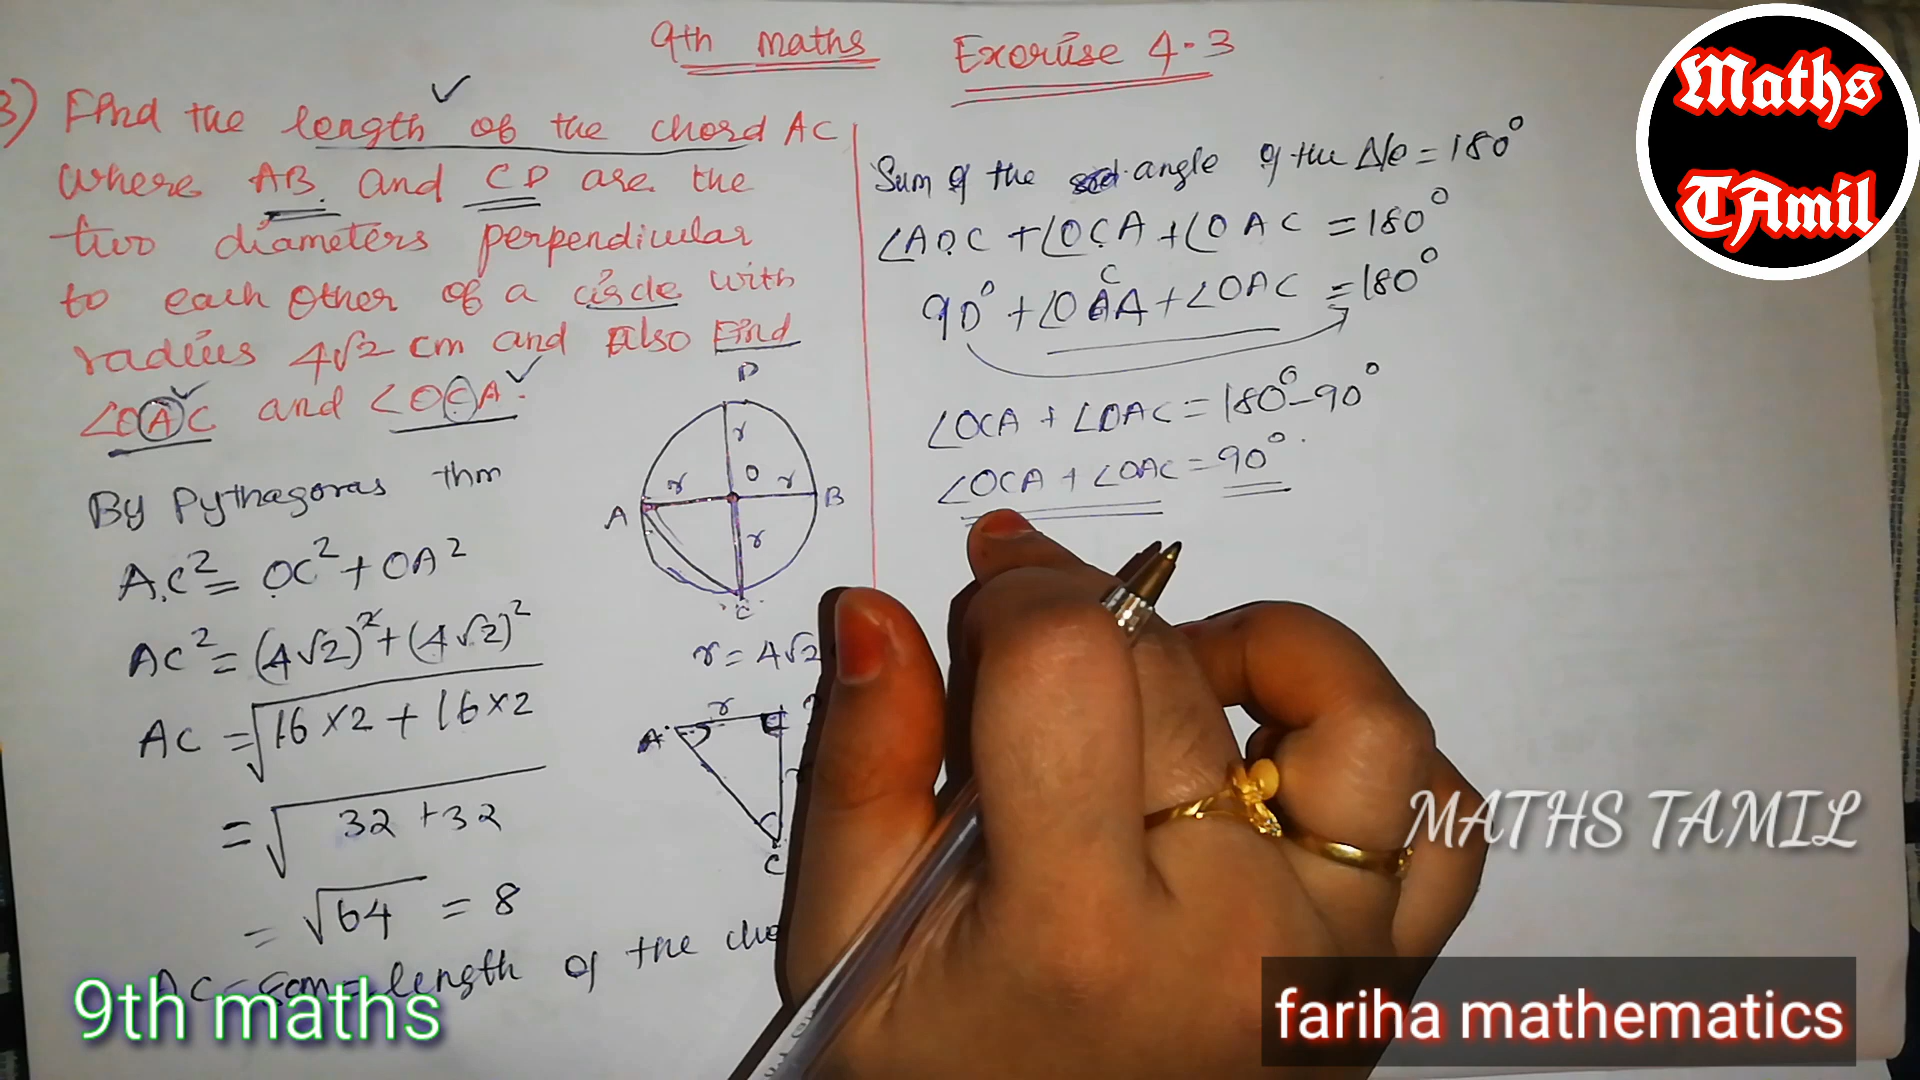 9th maths Exercise 4.3
3) Find the length of the chord AC
where AB and CD are the
two diameters perpendicular
to each other of a circle with
radius 4√2 cm and also find
∠OAC and ∠OCA.
By Pythagoras thm
AC² = OC² + OA²
AC² = (4√2)² + (4√2)²
AC = √16×2 + 16×2
= √32 + 32
= √64 = 8
length of the
D
r
O
r
r
A
B
r
C
r = 4√2
r
A
C
Sum of the angle of the Δle = 180°
∠AOC + ∠OCA + ∠OAC = 180°
90° + ∠OCA + ∠OAC = 180°
∠OCA + ∠OAC = 180° - 90°
∠OCA + ∠OAC = 90°
Maths
TAmil
MATHS TAMIL
9th maths
fariha mathematics